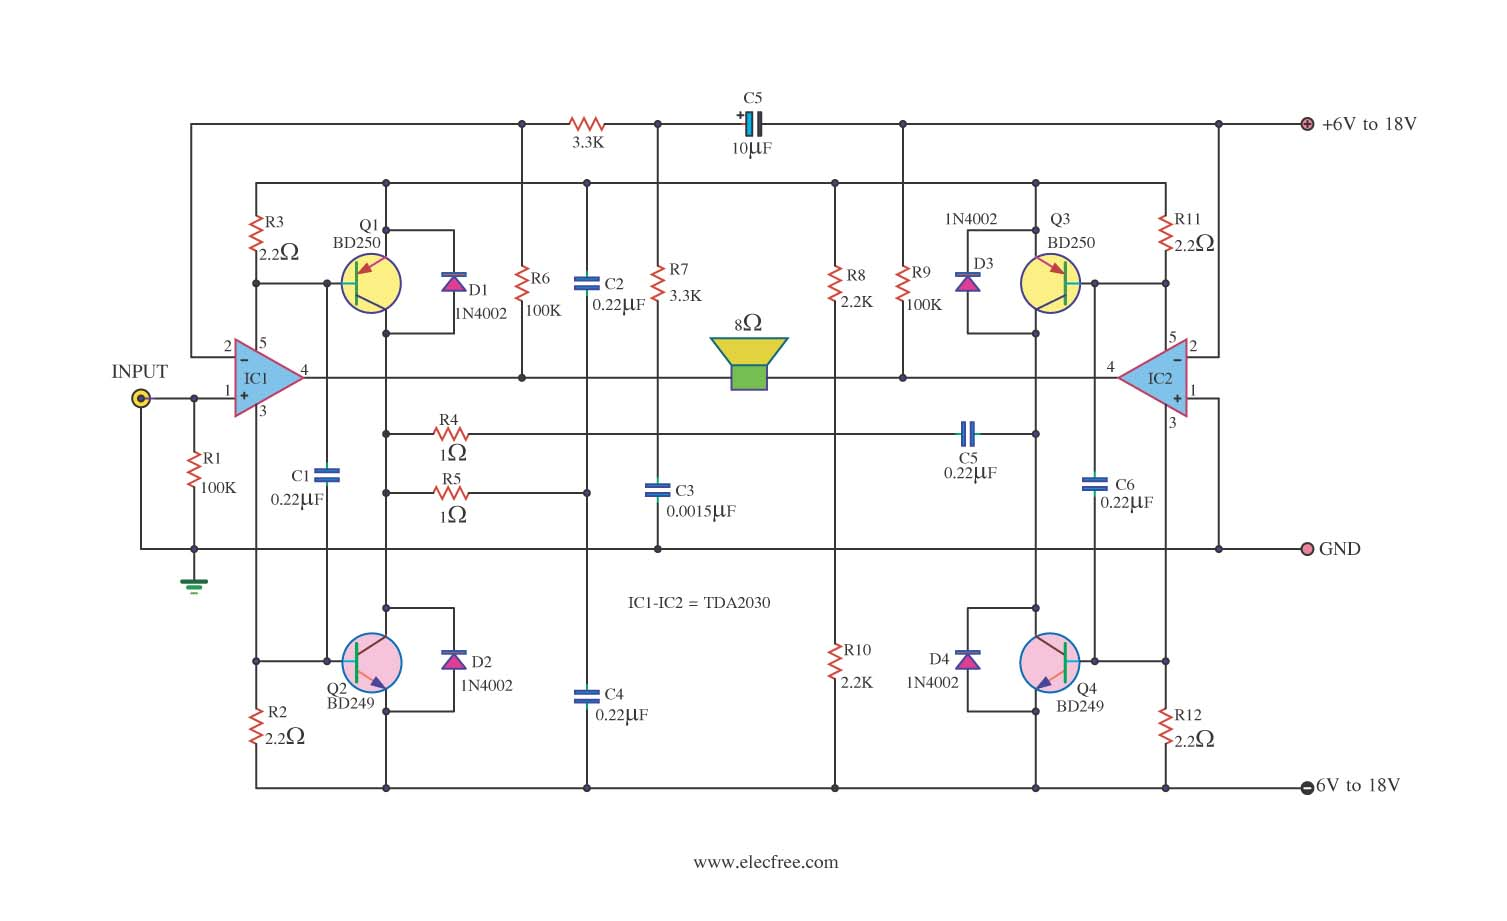 C5
+
10µF
+6V to 18V
3.3K
R3
2.2Ω
Q1
BD250
D1
1N4002
R6
100K
C2
0.22µF
R7
3.3K
8Ω
R8
2.2K
R9
100K
1N4002
D3
Q3
BD250
R11
2.2Ω
INPUT
2
5
−
IC1
4
1
+
3
4
5
2
−
IC2
+
1
3
R1
100K
C1
0.22µF
R4
1Ω
R5
1Ω
C3
0.0015µF
C5
0.22µF
C6
0.22µF
GND
IC1-IC2 = TDA2030
Q2
BD249
D2
1N4002
R2
2.2Ω
C4
0.22µF
R10
2.2K
D4
1N4002
Q4
BD249
R12
2.2Ω
6V to 18V
www.elecfree.com